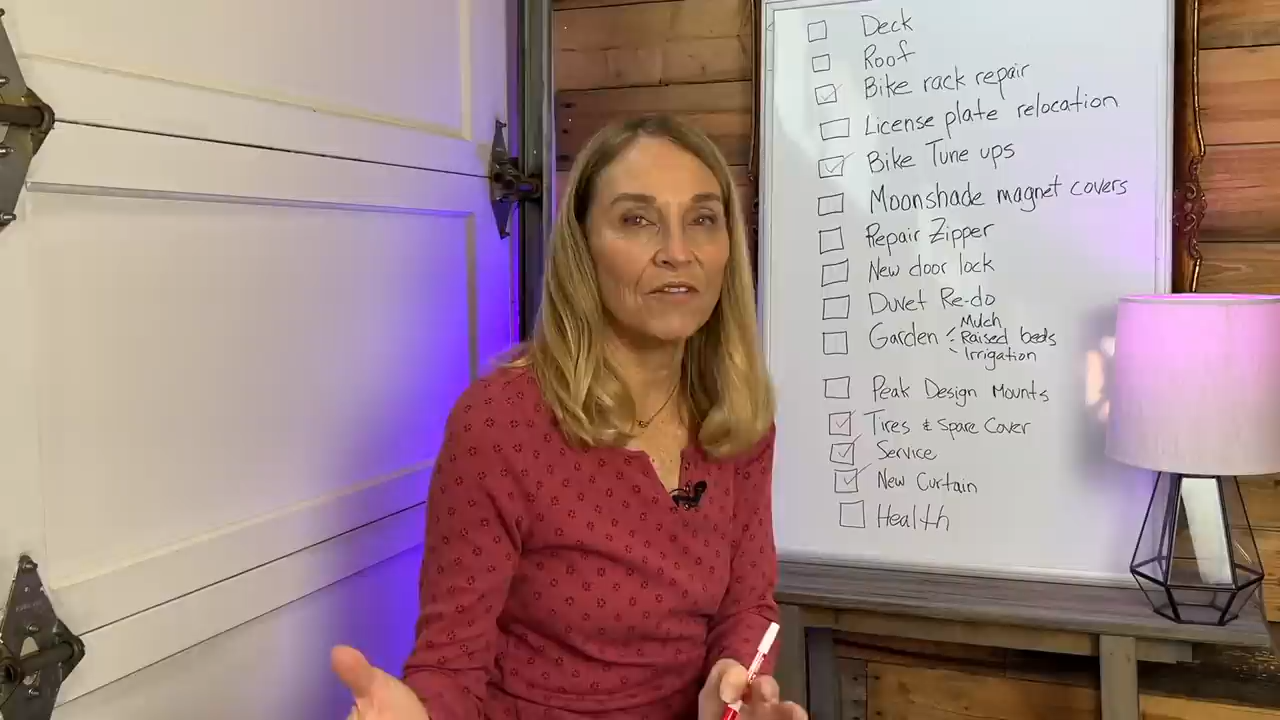 Deck
Roof
Bike rack repair
License plate relocation
Bike Tune ups
Moonshade magnet covers
Repair Zipper
New door lock
Duvet Re-do
Garden - Mulch
- Raised beds
- Irrigation
Peak Design Mounts
Tires & Spare Cover
Service
New Curtain
Health